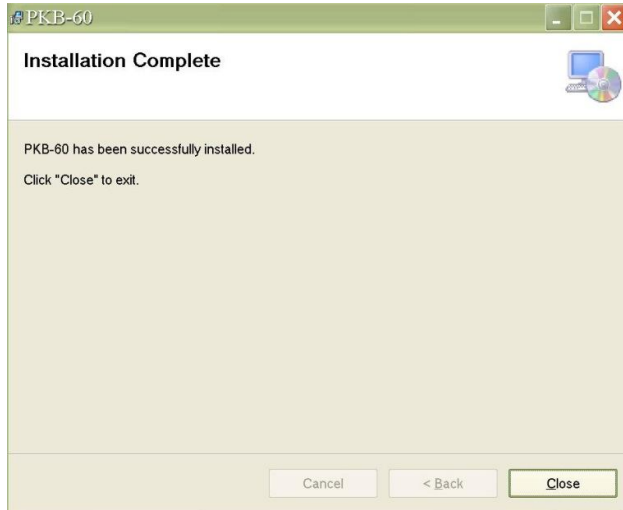 PKB-60
Installation Complete
PKB-60 has been successfully installed.
Click "Close" to exit.
Cancel
< Back
Close